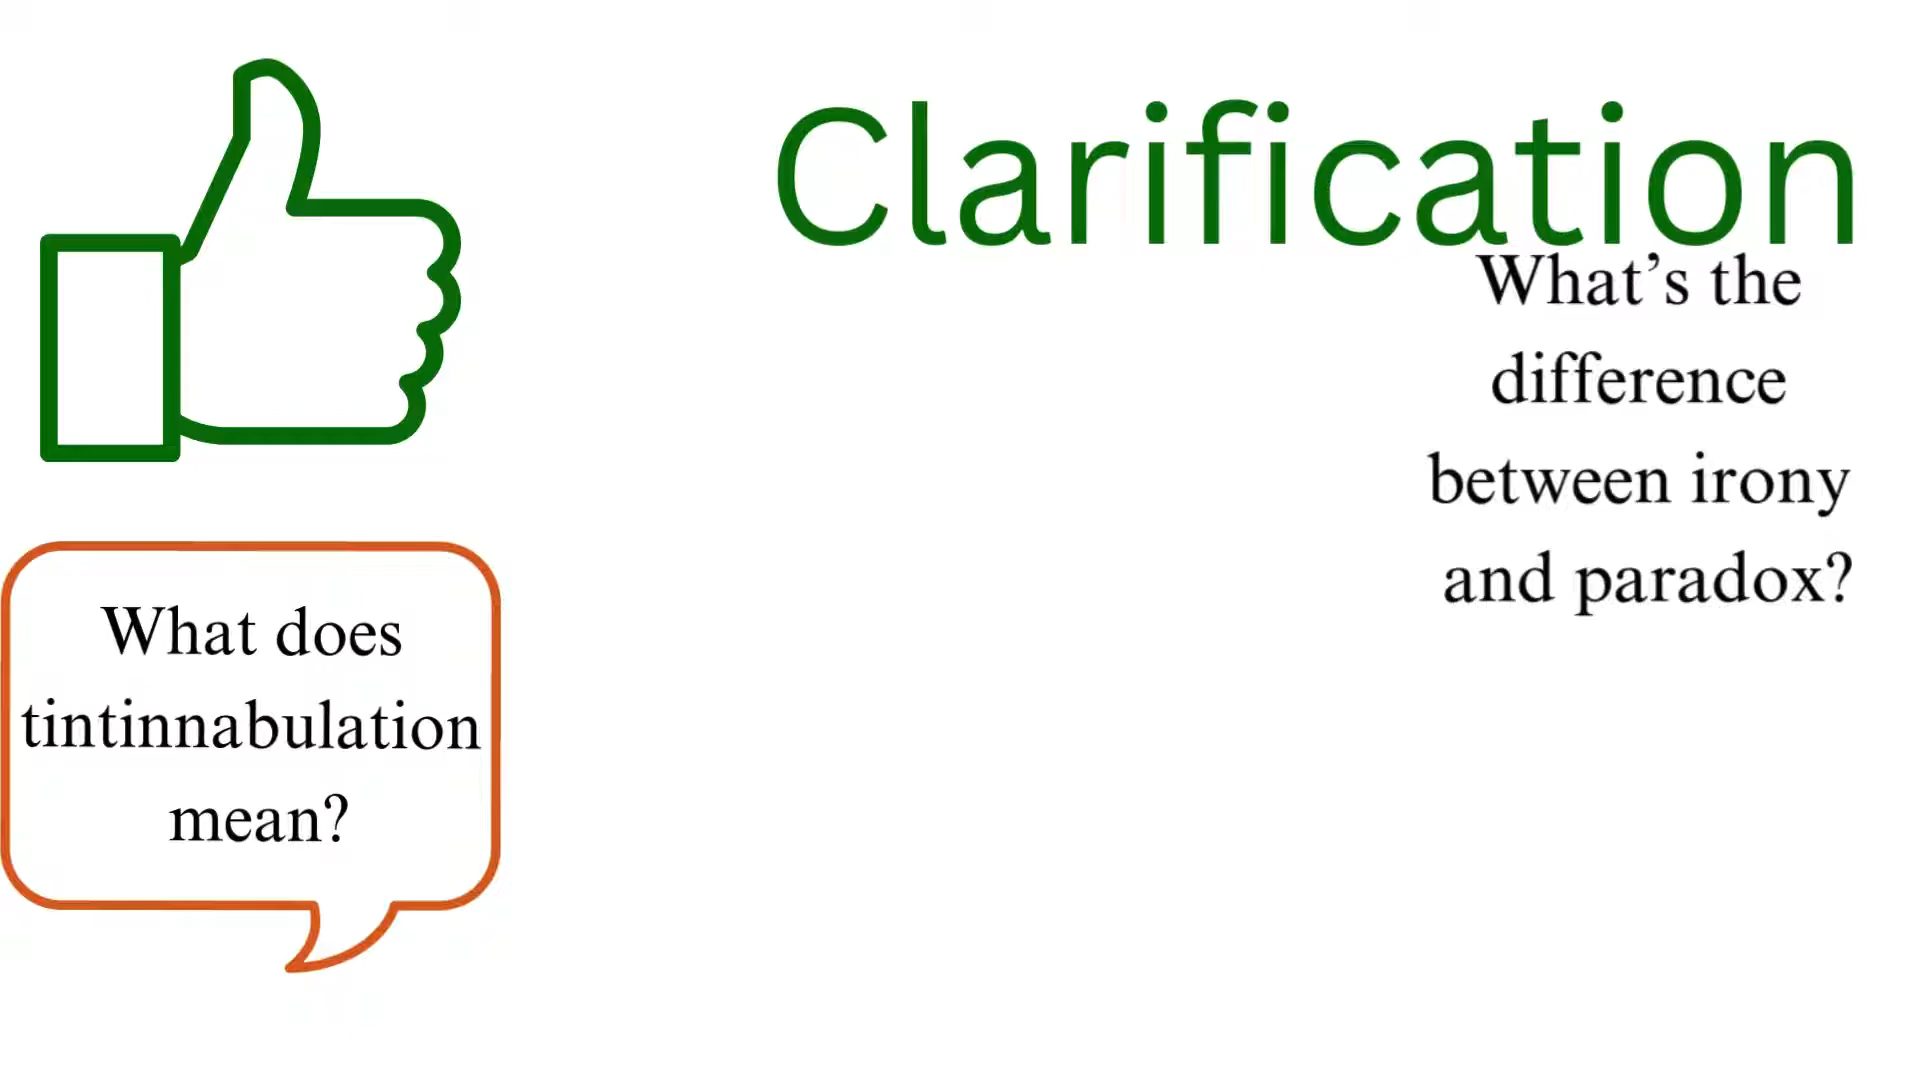 Clarification
What’s the
difference
between irony
and paradox?
What does
tintinnabulation
mean?